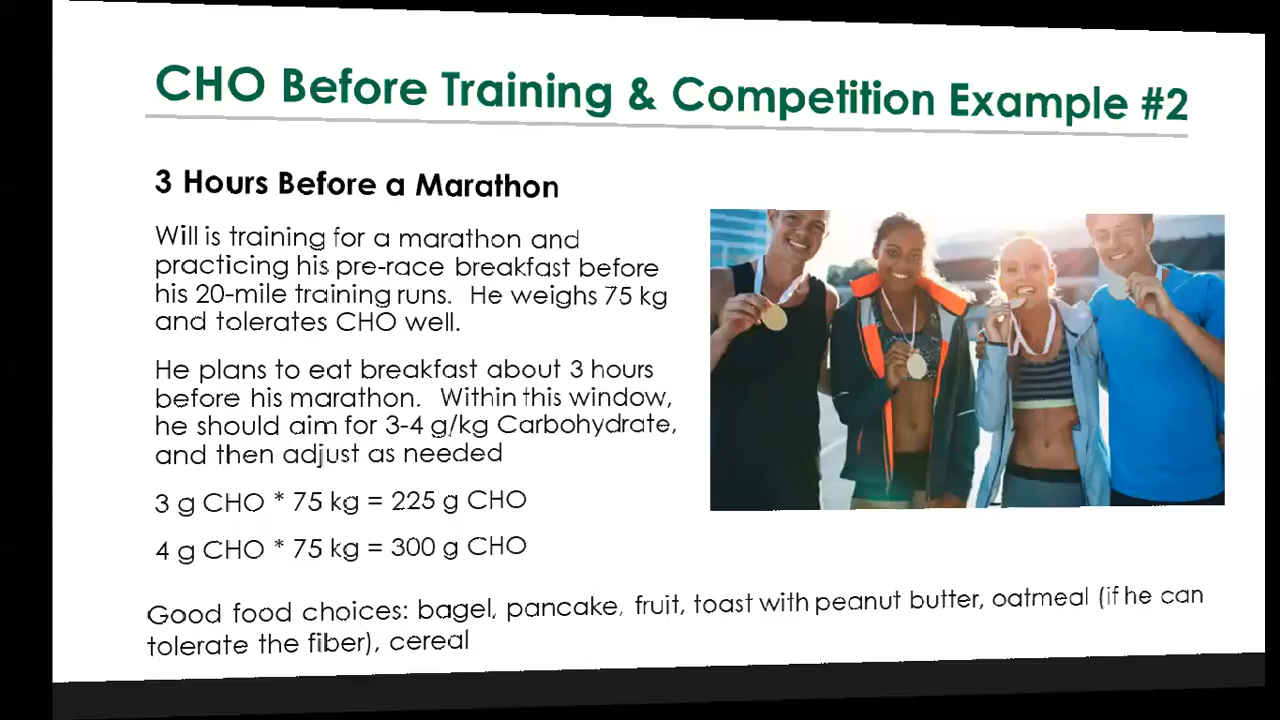 CHO Before Training & Competition Example #2
3 Hours Before a Marathon
Will is training for a marathon and
practicing his pre-race breakfast before
his 20-mile training runs.  He weighs 75 kg
and tolerates CHO well.
He plans to eat breakfast about 3 hours
before his marathon.  Within this window,
he should aim for 3-4 g/kg Carbohydrate,
and then adjust as needed
3 g CHO * 75 kg = 225 g CHO
4 g CHO * 75 kg = 300 g CHO
Good food choices: bagel, pancake, fruit, toast with peanut butter, oatmeal (if he can
tolerate the fiber), cereal